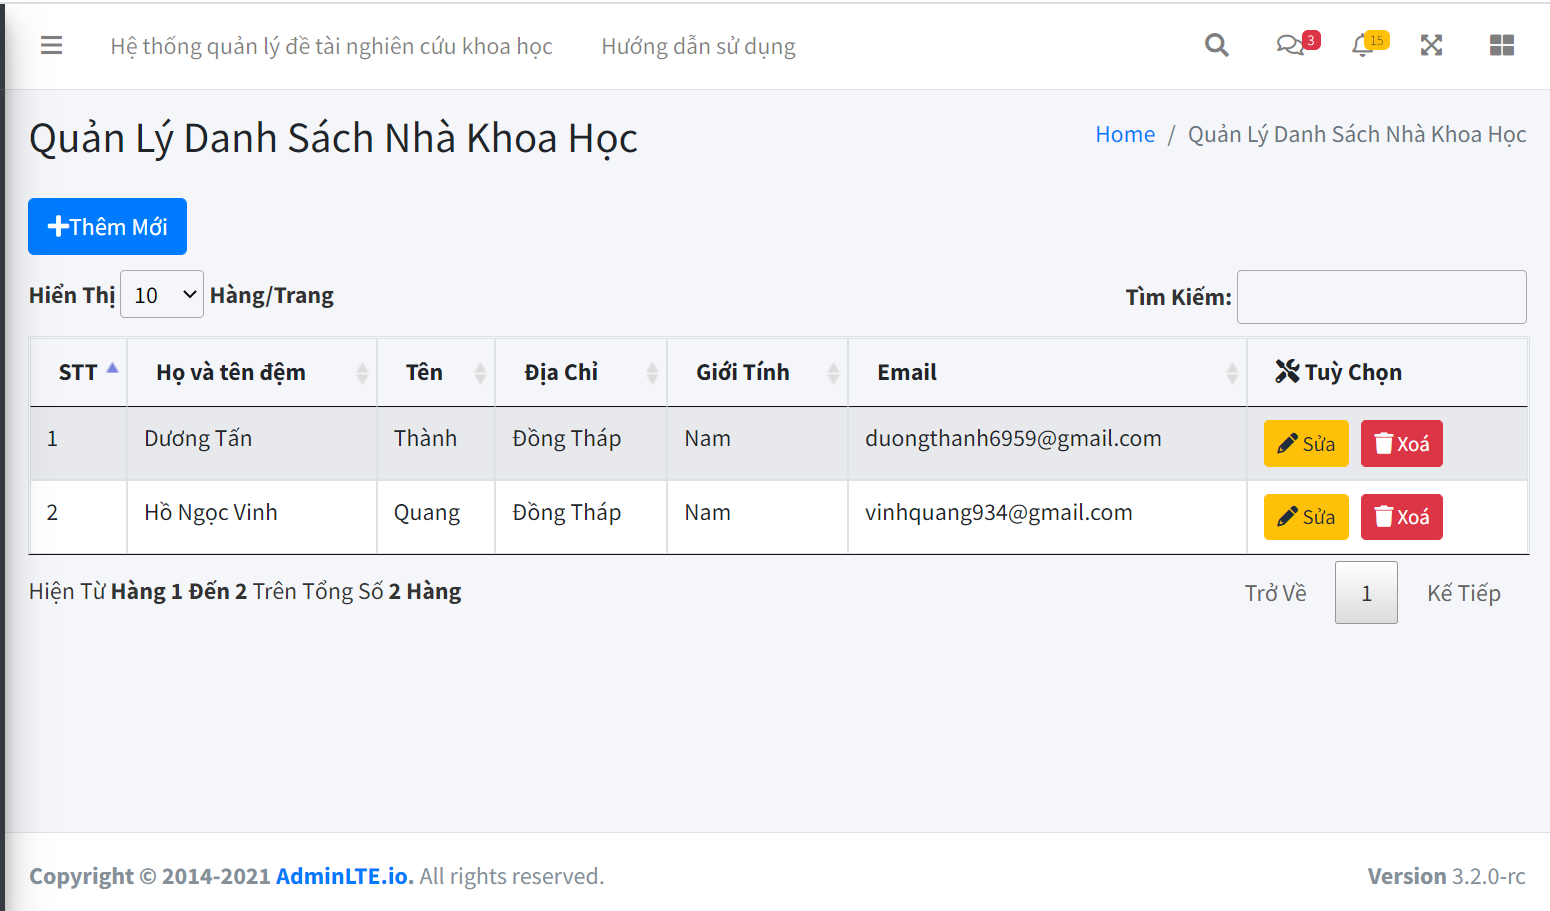 Hệ thống quản lý đề tài nghiên cứu khoa học Hướng dẫn sử dụng 3 15
Quản Lý Danh Sách Nhà Khoa Học Home / Quản Lý Danh Sách Nhà Khoa Học
Thêm Mới
Hiển Thị 10 Hàng/Trang Tìm Kiếm:
STT Họ và tên đệm Tên Địa Chỉ Giới Tính Email Tuỳ Chọn
1 Dương Tấn Thành Đồng Tháp Nam duongthanh6959@gmail.com Sửa Xoá
2 Hồ Ngọc Vinh Quang Đồng Tháp Nam vinhquang934@gmail.com Sửa Xoá
Hiện Từ Hàng 1 Đến 2 Trên Tổng Số 2 Hàng Trở Về 1 Kế Tiếp
Copyright © 2014-2021 AdminLTE.io. All rights reserved. Version 3.2.0-rc